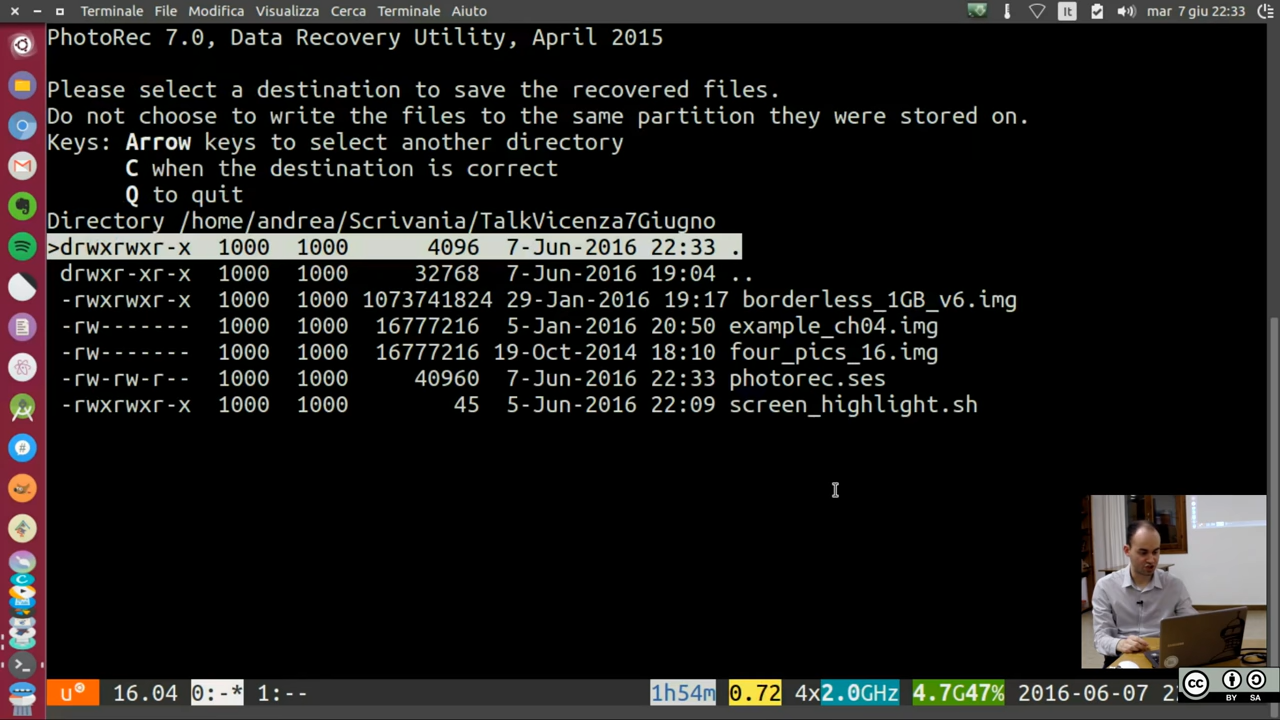 Terminale File Modifica Visualizza Cerca Terminale Aiuto It mar 7 giu 22:33
PhotoRec 7.0, Data Recovery Utility, April 2015
Please select a destination to save the recovered files.
Do not choose to write the files to the same partition they were stored on.
Keys: Arrow keys to select another directory
C when the destination is correct
Q to quit
Directory /home/andrea/Scrivania/TalkVicenza7Giugno
>drwxrwxr-x 1000 1000 4096 7-Jun-2016 22:33 .
drwxr-xr-x 1000 1000 32768 7-Jun-2016 19:04 ..
-rwxrwxr-x 1000 1000 1073741824 29-Jan-2016 19:17 borderless_1GB_v6.img
-rw------- 1000 1000 16777216 5-Jan-2016 20:50 example_ch04.img
-rw------- 1000 1000 16777216 19-Oct-2014 18:10 four_pics_16.img
-rw-rw-r-- 1000 1000 40960 7-Jun-2016 22:33 photorec.ses
-rwxrwxr-x 1000 1000 45 5-Jun-2016 22:09 screen_highlight.sh
u 16.04 0:-* 1:-- 1h54m 0.72 4x2.0GHz 4.7G47% 2016-06-07
cc BY SA